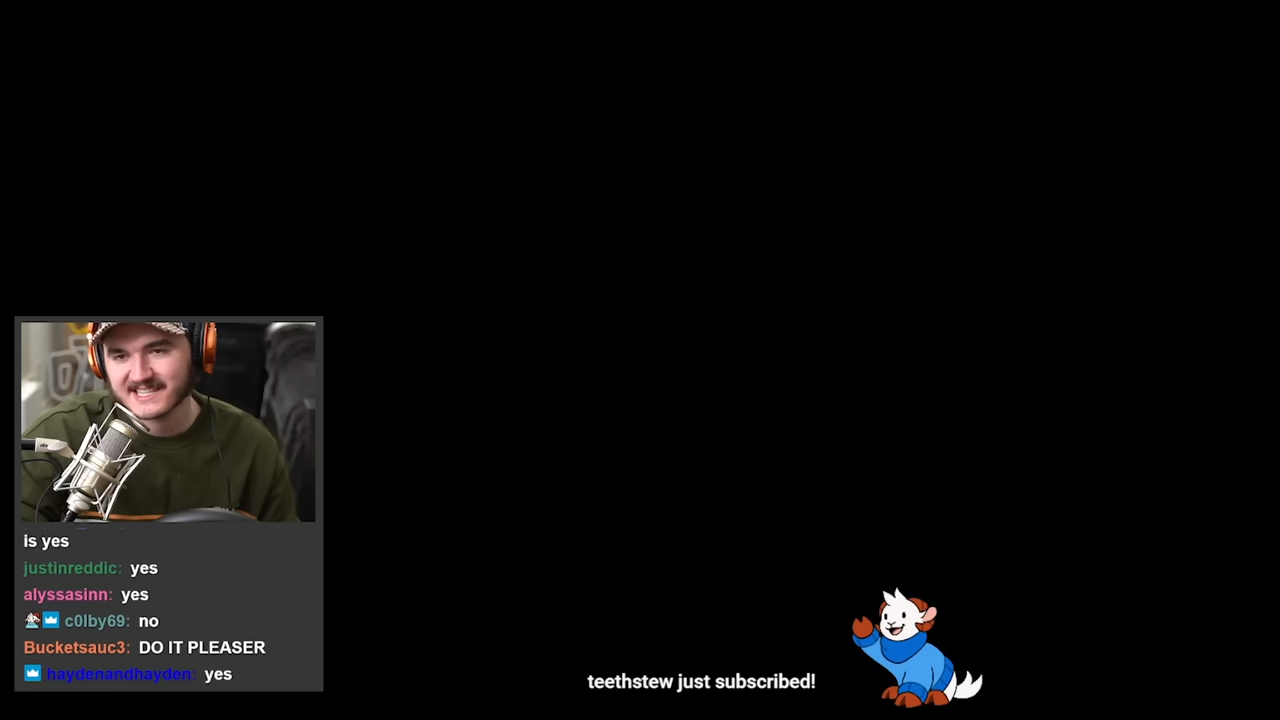 is yes
justinreddic: yes
alyssasinn: yes
c0lby69: no
Bucketsauc3: DO IT PLEASER
haydenandhayden: yes
teethstew just subscribed!